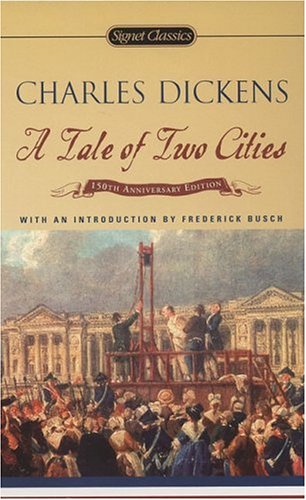 Signet Classics
CHARLES DICKENS
A Tale of Two Cities
150TH ANNIVERSARY EDITION
WITH AN INTRODUCTION BY FREDERICK BUSCH